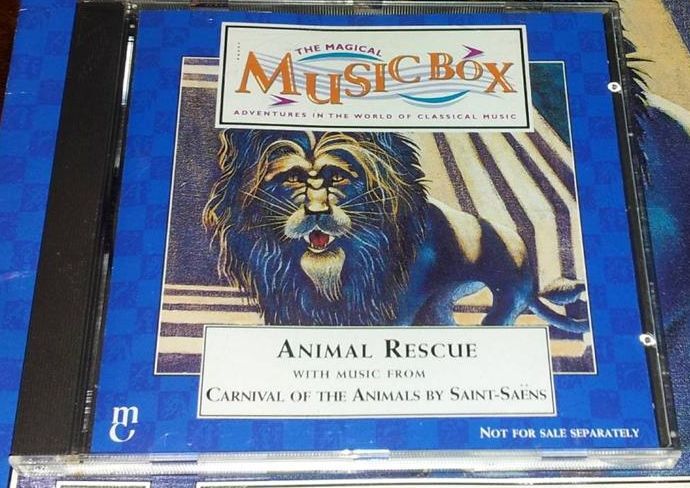 THE MAGICAL
MUSIC BOX
ADVENTURES IN THE WORLD OF CLASSICAL MUSIC
ANIMAL RESCUE
WITH MUSIC FROM
CARNIVAL OF THE ANIMALS BY SAINT-SAËNS
mc
NOT FOR SALE SEPARATELY